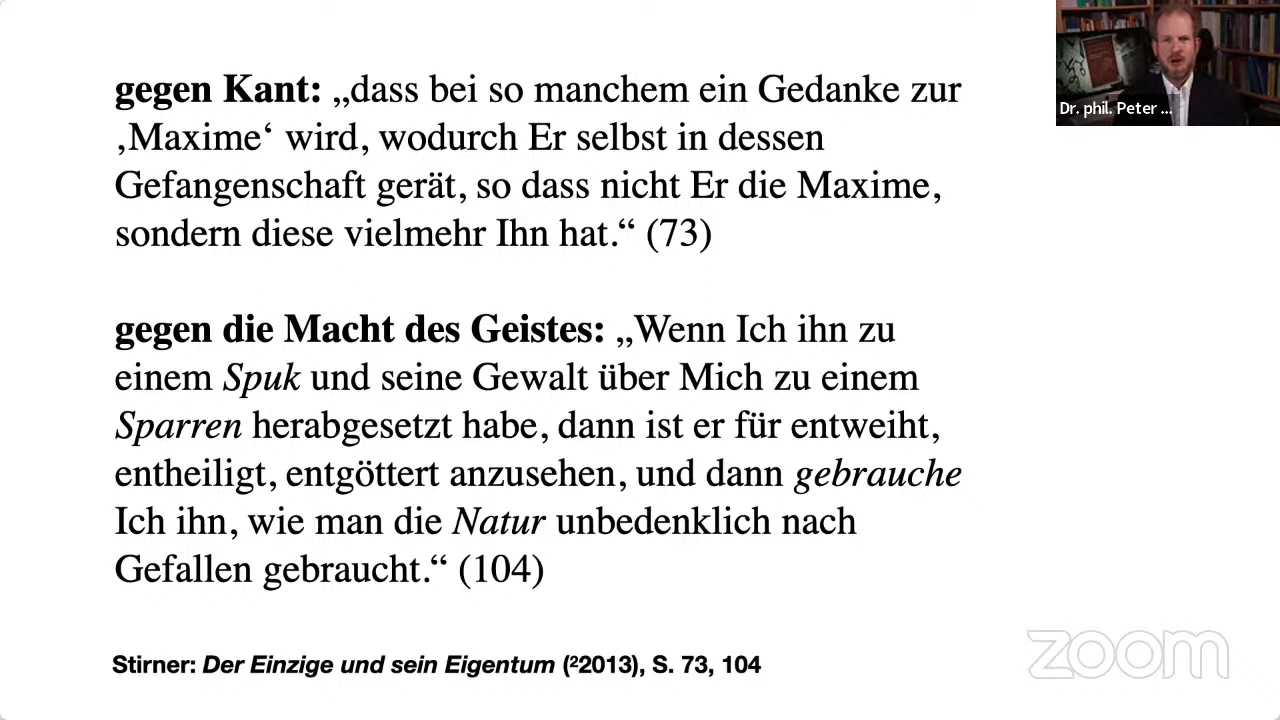 gegen Kant: „dass bei so manchem ein Gedanke zur
‚Maxime‘ wird, wodurch Er selbst in dessen
Gefangenschaft gerät, so dass nicht Er die Maxime,
sondern diese vielmehr Ihn hat.“ (73)
gegen die Macht des Geistes: „Wenn Ich ihn zu
einem Spuk und seine Gewalt über Mich zu einem
Sparren herabgesetzt habe, dann ist er für entweiht,
entheiligt, entgöttert anzusehen, und dann gebrauche
Ich ihn, wie man die Natur unbedenklich nach
Gefallen gebraucht.“ (104)
Stirner: Der Einzige und sein Eigentum (²2013), S. 73, 104
Dr. phil. Peter ...
zoom